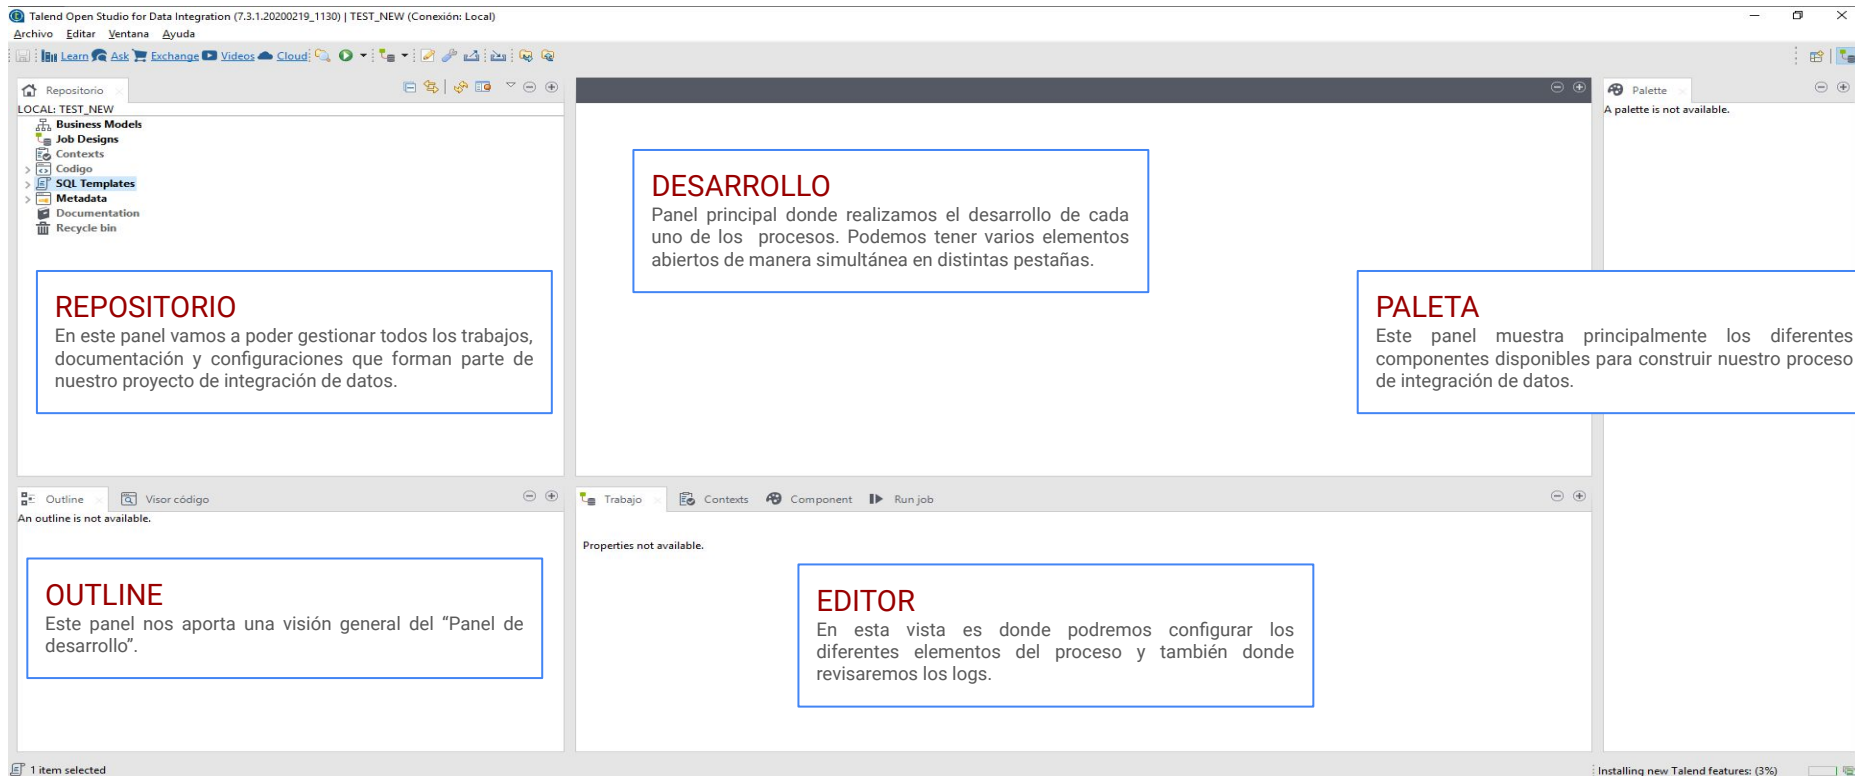 Talend Open Studio for Data Integration (7.3.1.20200219_1130) | TEST_NEW (Conexión: Local)
Archivo Editar Ventana Ayuda
Learn Ask Exchange Videos Cloud
Repositorio
LOCAL: TEST_NEW
Business Models
Job Designs
Contexts
Codigo
SQL Templates
Metadata
Documentation
Recycle bin
REPOSITORIO
En este panel vamos a poder gestionar todos los trabajos,
documentación y configuraciones que forman parte de
nuestro proyecto de integración de datos.
DESARROLLO
Panel principal donde realizamos el desarrollo de cada
uno de los procesos. Podemos tener varios elementos
abiertos de manera simultánea en distintas pestañas.
Palette
A palette is not available.
PALETA
Este panel muestra principalmente los diferentes
componentes disponibles para construir nuestro proceso
de integración de datos.
Outline Visor código
An outline is not available.
OUTLINE
Este panel nos aporta una visión general del “Panel de
desarrollo”.
Trabajo Contexts Component Run job
Properties not available.
EDITOR
En esta vista es donde podremos configurar los
diferentes elementos del proceso y también donde
revisaremos los logs.
1 item selected
Installing new Talend features: (3%)